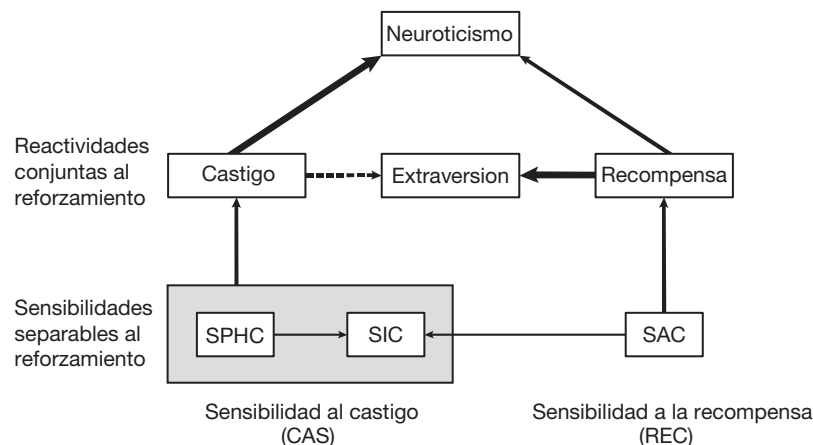 Neuroticismo
Reactividades
conjuntas al
reforzamiento
Castigo
Extraversion
Recompensa
Sensibilidades
separables al
reforzamiento
SPHC
SIC
SAC
Sensibilidad al castigo
(CAS)
Sensibilidad a la recompensa
(REC)